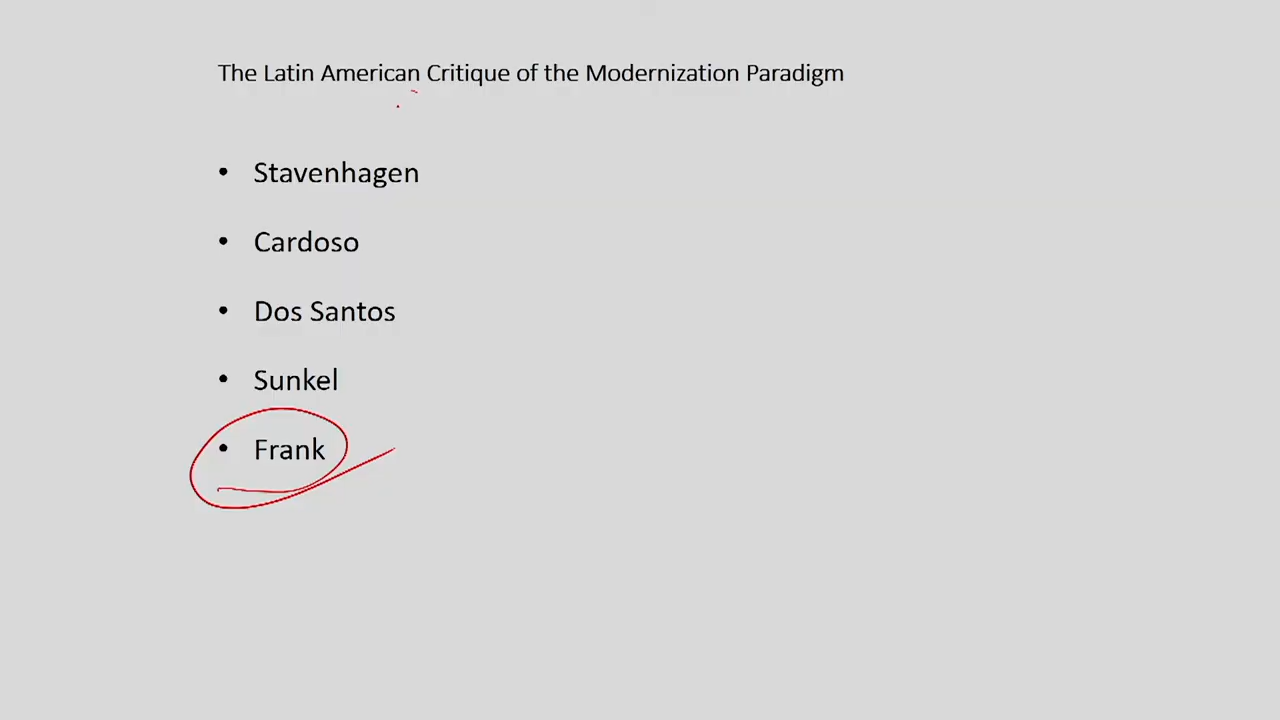 The Latin American Critique of the Modernization Paradigm
• Stavenhagen
• Cardoso
• Dos Santos
• Sunkel
• Frank